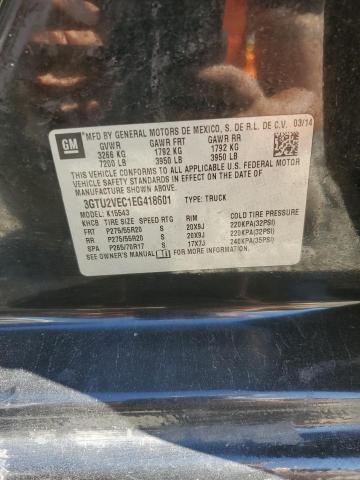 GM
MFD BY GENERAL MOTORS DE MEXICO, S. DE R.L. DE C.V. 03/14
GVWR GAWR FRT GAWR RR
3266 KG 1792 KG 1792 KG
7200 LB 3950 LB 3950 LB
THIS VEHICLE CONFORMS TO ALL APPLICABLE U.S. FEDERAL MOTOR
VEHICLE SAFETY AND THEFT PREVENTION STANDARDS IN
EFFECT ON THE DATE OF MANUFACTURE SHOWN ABOVE.
3GTU2VEC1EG418601 TYPE: TRUCK
MODEL: K15543
KHCB TIRE SIZE SPEED RTG RIM COLD TIRE PRESSURE
FRT P275/55R20 S 20X9J 220KPA(32PSI)
RR P275/55R20 S 20X9J 220KPA(32PSI)
SPA P265/70R17 S 17X7J 240KPA(35PSI)
SEE OWNER'S MANUAL FOR MORE INFORMATION.